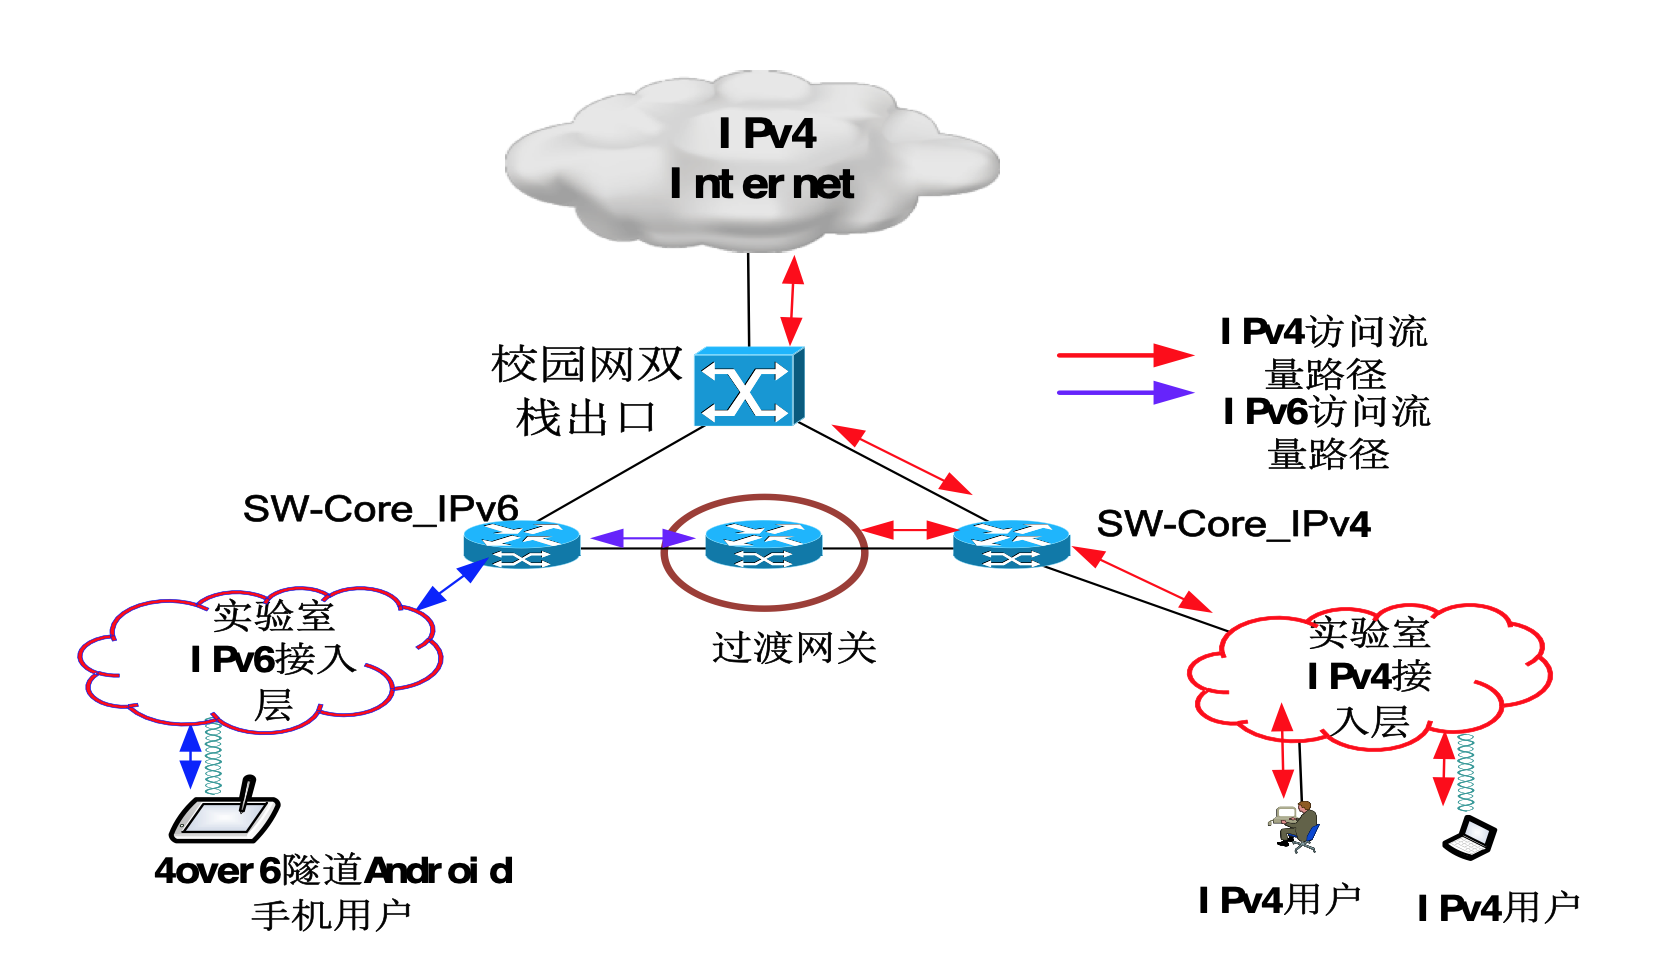 IPv4
Internet
校园网双
栈出口
IPv4访问流
量路径
IPv6访问流
量路径
SW-Core_IPv6
SW-Core_IPv4
过渡网关
实验室
IPv6接入
层
实验室
IPv4接
入层
4over6隧道Android
手机用户
IPv4用户
IPv4用户